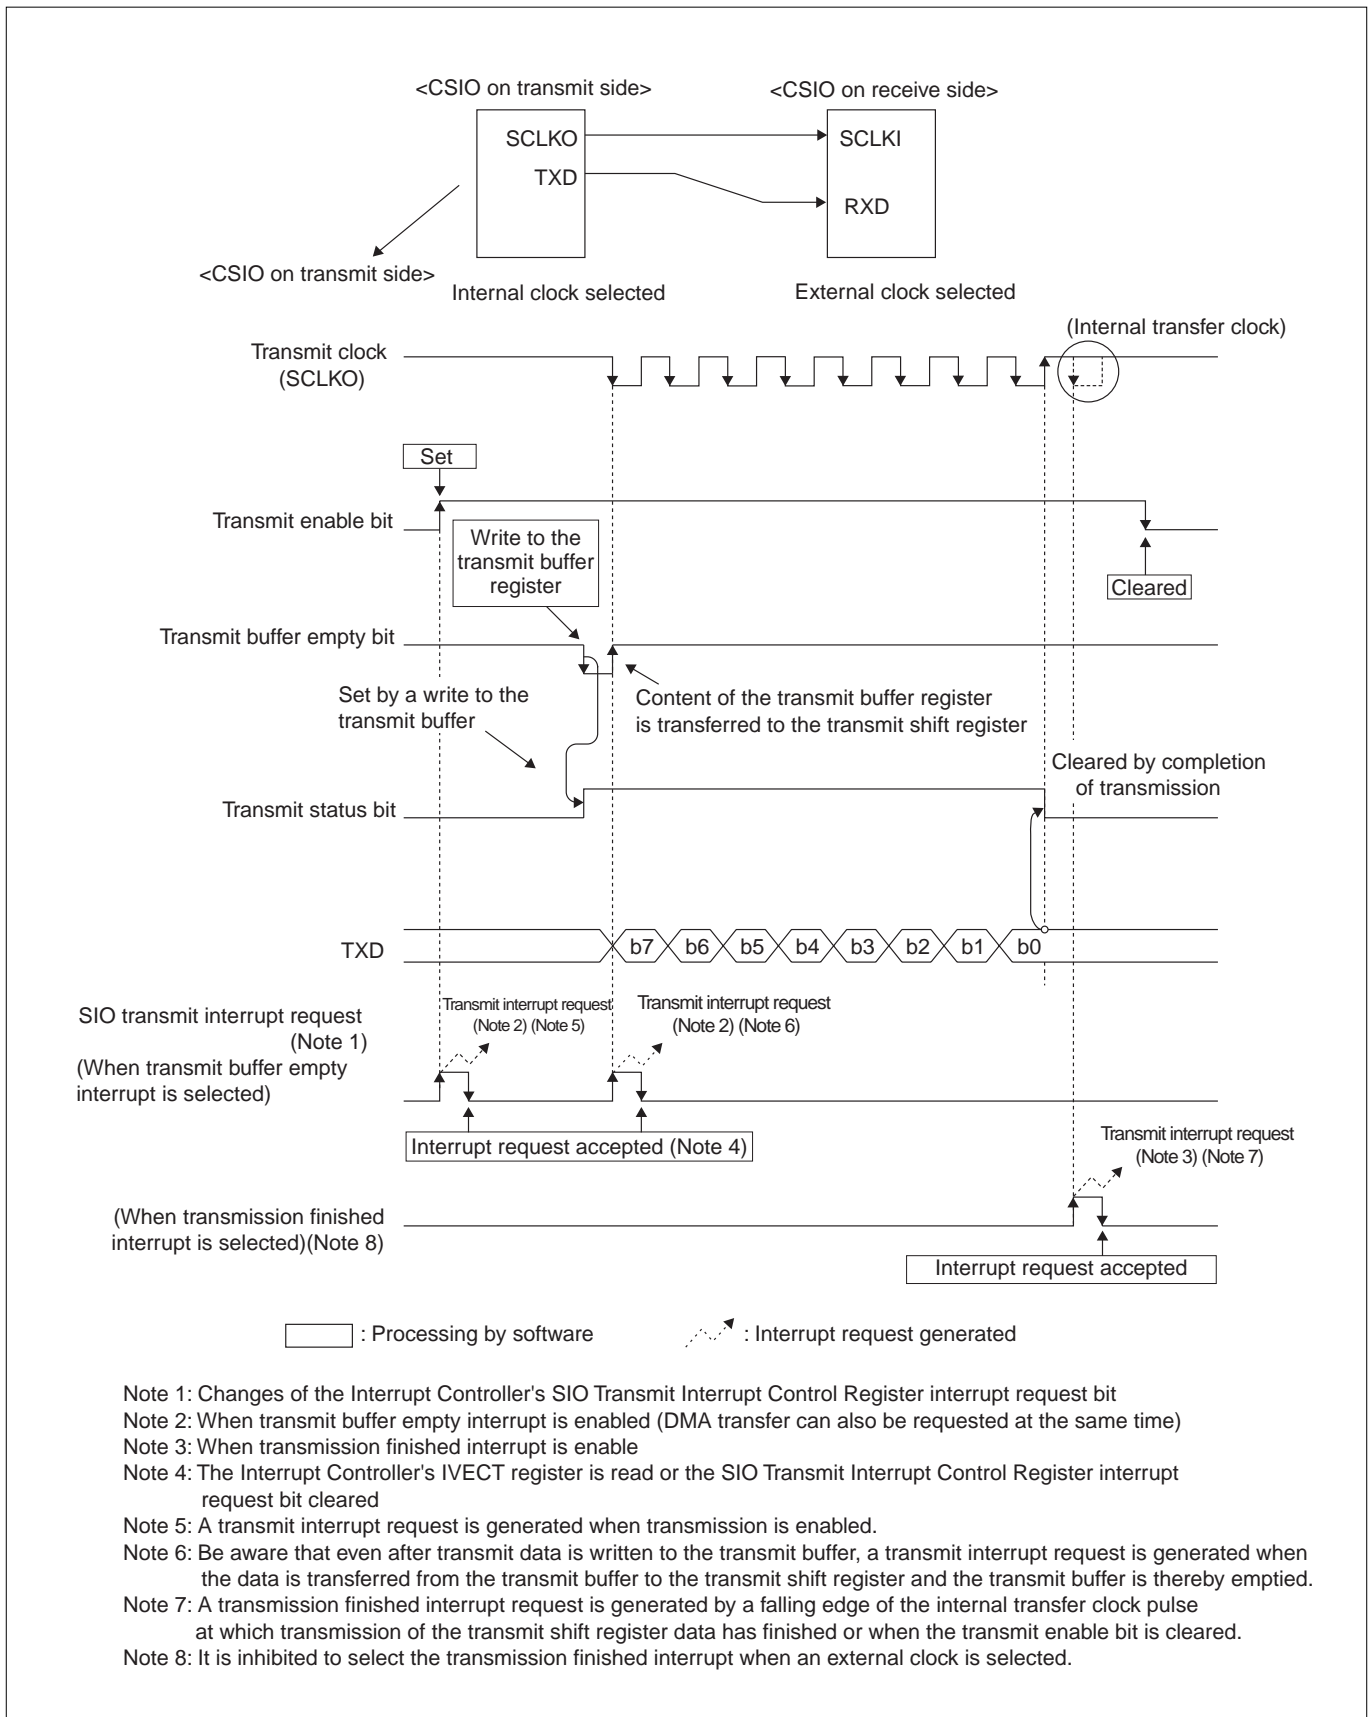 <CSIO on transmit side>
<CSIO on receive side>
SCLKO
SCLKI
TXD
RXD
<CSIO on transmit side>
Internal clock selected
External clock selected
(Internal transfer clock)
Transmit clock
(SCLKO)
Set
Transmit enable bit
Write to the
transmit buffer
register
Cleared
Transmit buffer empty bit
Set by a write to the
transmit buffer
Content of the transmit buffer register
is transferred to the transmit shift register
Cleared by completion
of transmission
Transmit status bit
TXD
b7
b6
b5
b4
b3
b2
b1
b0
SIO transmit interrupt request
(Note 1)
(When transmit buffer empty
interrupt is selected)
Transmit interrupt request
(Note 2) (Note 5)
Transmit interrupt request
(Note 2) (Note 6)
Interrupt request accepted (Note 4)
Transmit interrupt request
(Note 3) (Note 7)
(When transmission finished
interrupt is selected)(Note 8)
Interrupt request accepted
: Processing by software
: Interrupt request generated
Note 1: Changes of the Interrupt Controller's SIO Transmit Interrupt Control Register interrupt request bit
Note 2: When transmit buffer empty interrupt is enabled (DMA transfer can also be requested at the same time)
Note 3: When transmission finished interrupt is enable
Note 4: The Interrupt Controller's IVECT register is read or the SIO Transmit Interrupt Control Register interrupt
request bit cleared
Note 5: A transmit interrupt request is generated when transmission is enabled.
Note 6: Be aware that even after transmit data is written to the transmit buffer, a transmit interrupt request is generated when
the data is transferred from the transmit buffer to the transmit shift register and the transmit buffer is thereby emptied.
Note 7: A transmission finished interrupt request is generated by a falling edge of the internal transfer clock pulse
at which transmission of the transmit shift register data has finished or when the transmit enable bit is cleared.
Note 8: It is inhibited to select the transmission finished interrupt when an external clock is selected.